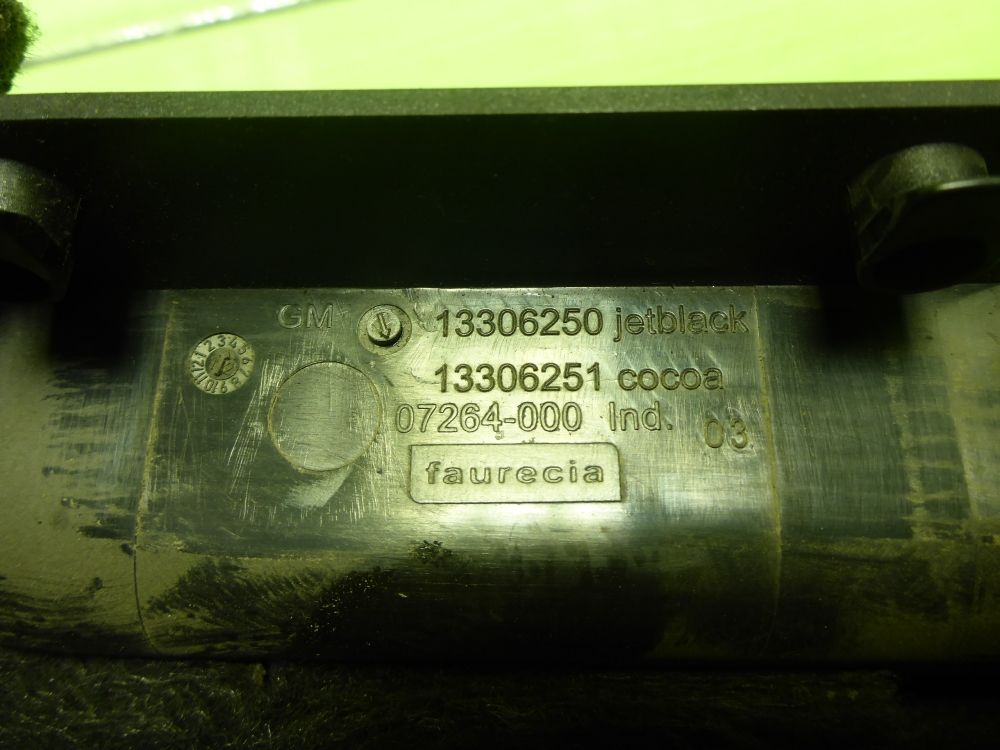 GM 13306250 jetblack
13306251 cocoa
07264-000 Ind. 03
faurecia